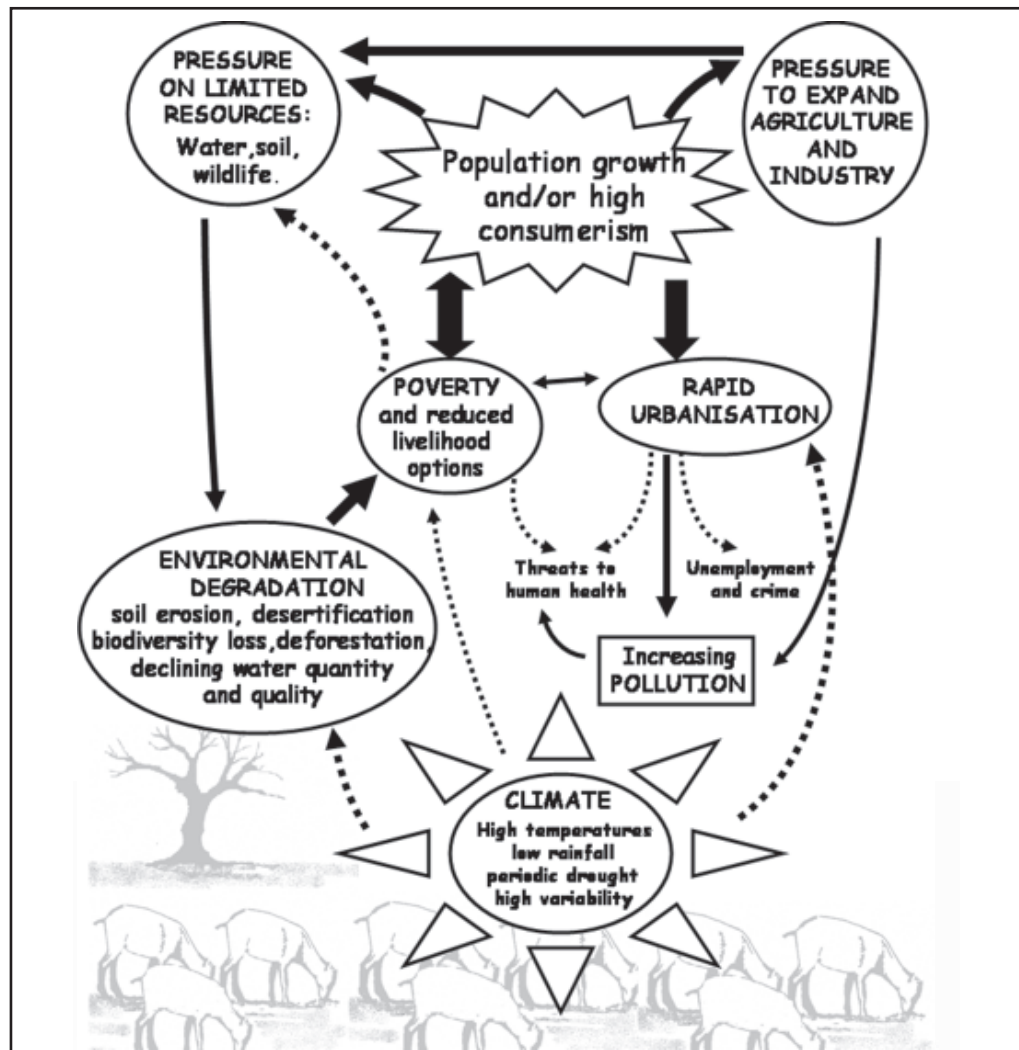 PRESSURE
ON LIMITED
RESOURCES:
Water,soil,
wildlife.
PRESSURE
TO EXPAND
AGRICULTURE
AND
INDUSTRY
Population growth
and/or high
consumerism
POVERTY
and reduced
livelihood
options
RAPID
URBANISATION
ENVIRONMENTAL
DEGRADATION
soil erosion, desertification
biodiversity loss,deforestation,
declining water quantity
and quality
Threats to
human health
Unemployment
and crime
Increasing
POLLUTION
CLIMATE
High temperatures
low rainfall
periodic drought
high variability